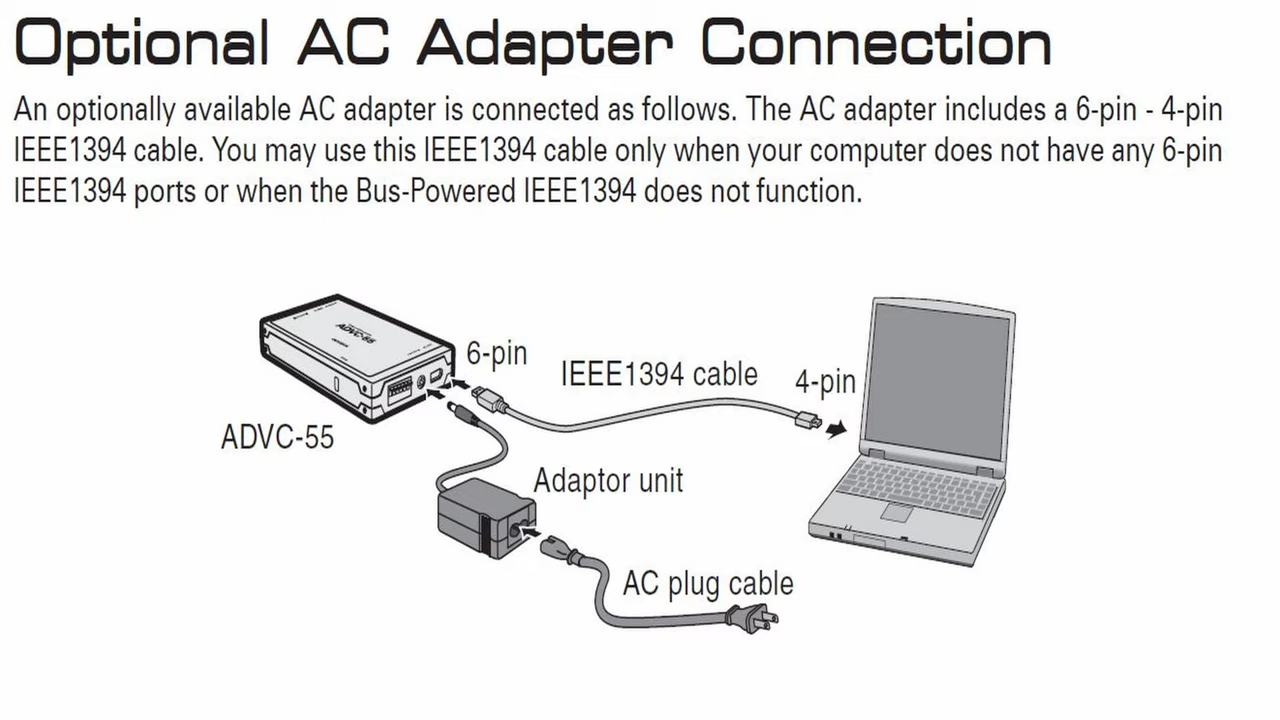 Optional AC Adapter Connection
An optionally available AC adapter is connected as follows. The AC adapter includes a 6-pin - 4-pin
IEEE1394 cable. You may use this IEEE1394 cable only when your computer does not have any 6-pin
IEEE1394 ports or when the Bus-Powered IEEE1394 does not function.
ADVC-55
6-pin
IEEE1394 cable
4-pin
ADVC-55
Adaptor unit
AC plug cable